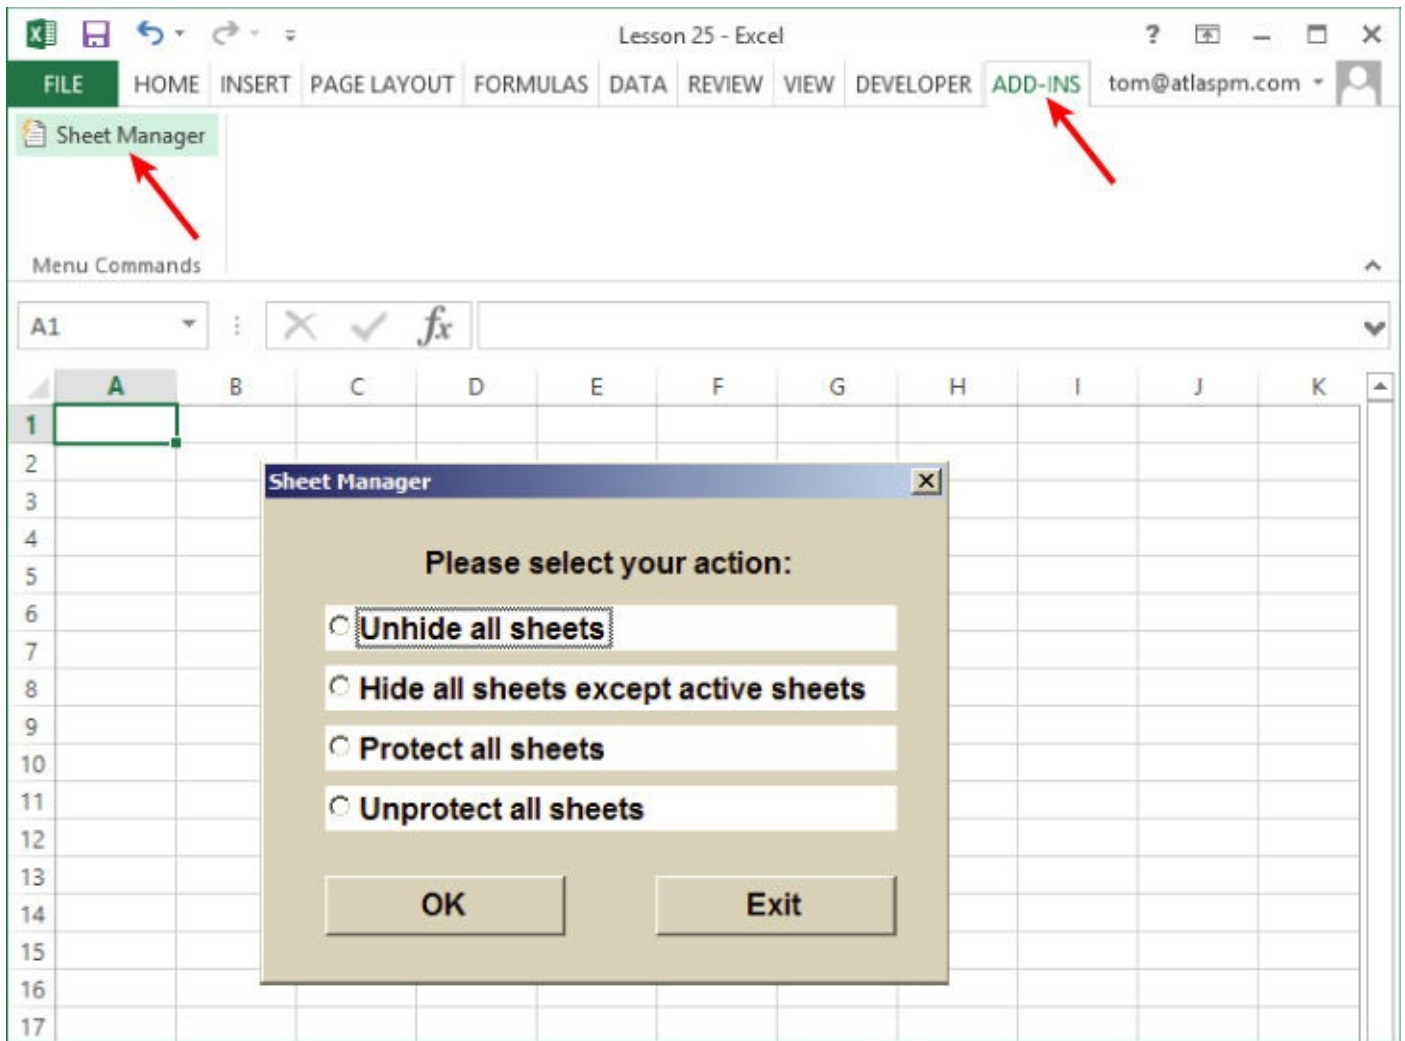 Lesson 25 - Excel ?
FILE HOME INSERT PAGE LAYOUT FORMULAS DATA REVIEW VIEW DEVELOPER ADD-INS tom@atlaspm.com
Sheet Manager
Menu Commands
A1 fx
A B C D E F G H I J K
1
2
3
4
5
6
7
8
9
10
11
12
13
14
15
16
17
Sheet Manager
Please select your action:
Unhide all sheets
Hide all sheets except active sheets
Protect all sheets
Unprotect all sheets
OK Exit